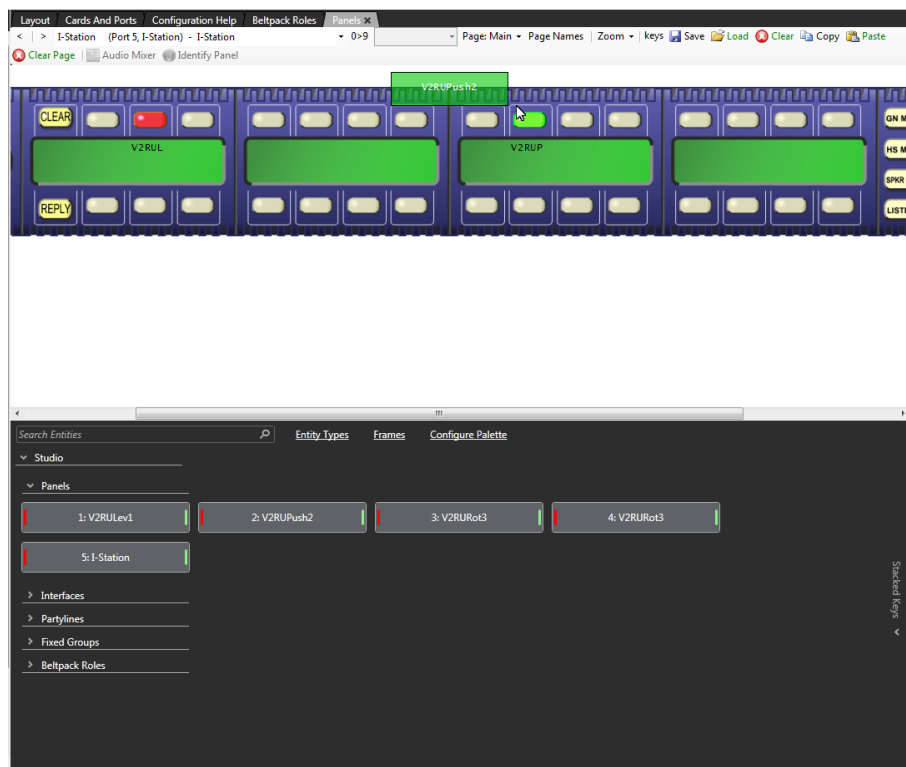 Layout Cards And Ports Configuration Help Beltpack Roles Panels
< > I-Station (Port 5, I-Station) - I-Station 0>9 Page: Main Page Names Zoom keys Save Load Clear Copy Paste
Clear Page Audio Mixer Identify Panel
V2RUPush2
CLEAR GN M
V2RUL V2RUP HS M
SPKR
REPLY LISTE
Search Entities Entity Types Frames Configure Palette
Studio
Panels
1: V2RULev1 2: V2RUPush2 3: V2RURot3 4: V2RURot3
5: I-Station
Stacked Keys
Interfaces
Partylines
Fixed Groups
Beltpack Roles